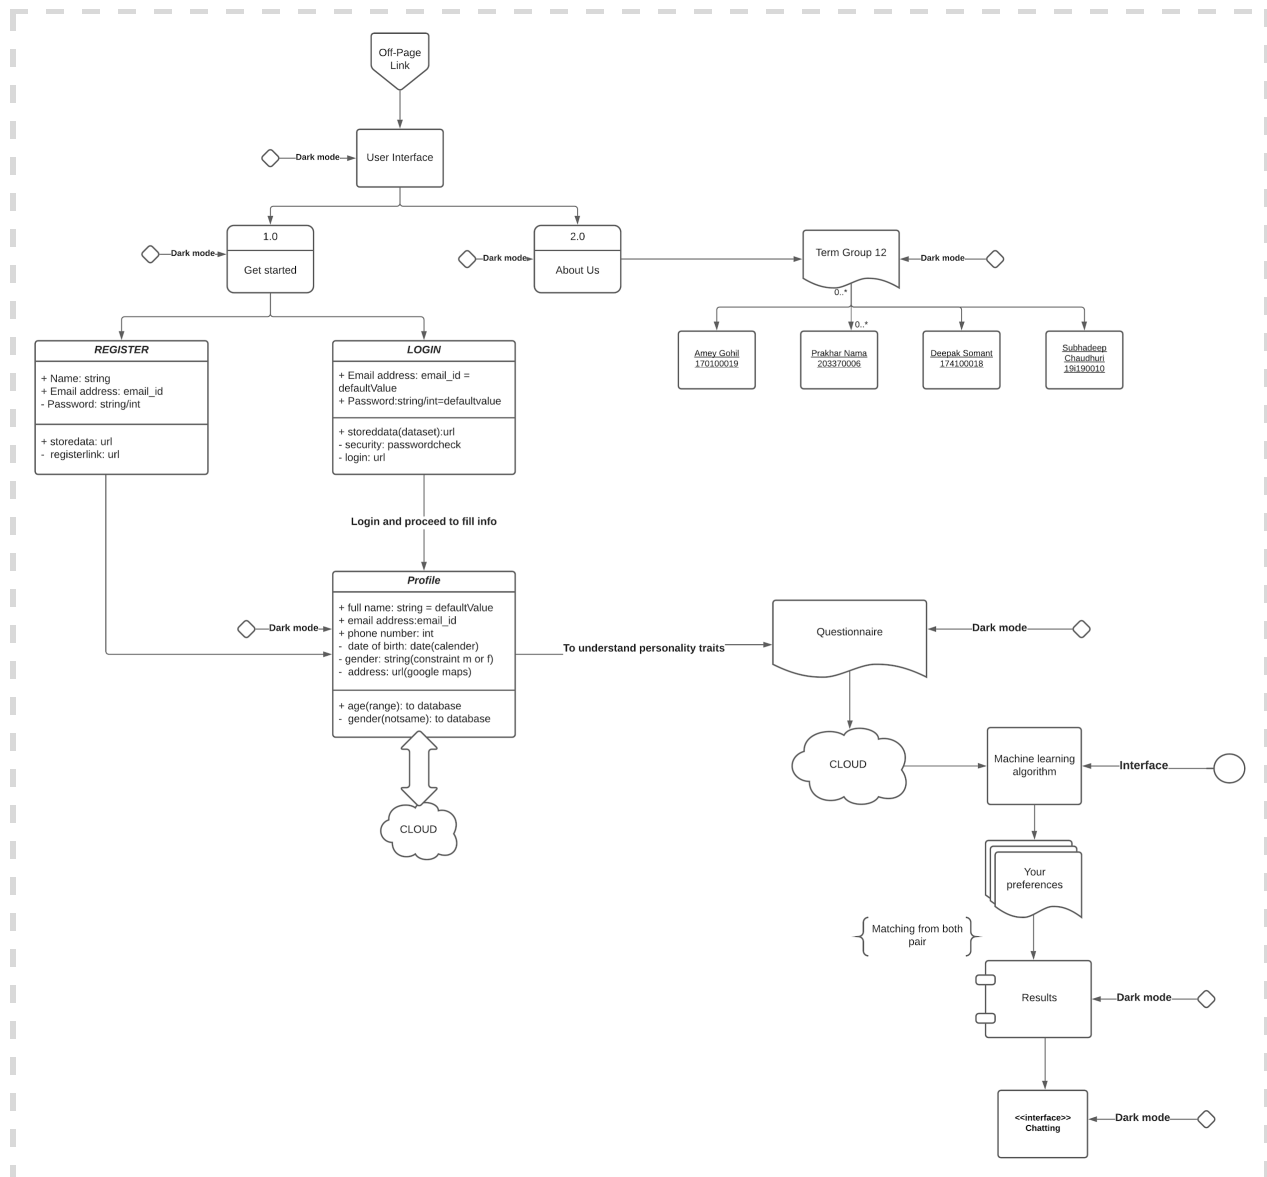 Off-Page
Link
Dark mode
User Interface
1.0
Get started
Dark mode
2.0
About Us
Dark mode
Term Group 12
Dark mode
0..*
0..*
Amey Gohil
170100019
Prakhar Nama
203370006
Deepak Somant
174100018
Subhadeep
Chaudhuri
19i190010
REGISTER
+ Name: string
+ Email address: email_id
- Password: string/int
+ storedata: url
-  registerlink: url
LOGIN
+ Email address: email_id =
defaultValue
+ Password:string/int=defaultvalue
+ storeddata(dataset):url
- security: passwordcheck
- login: url
Login and proceed to fill info
Profile
+ full name: string = defaultValue
+ email address:email_id
+ phone number: int
-  date of birth: date(calender)
- gender: string(constraint m or f)
-  address: url(google maps)
+ age(range): to database
-  gender(notsame): to database
Dark mode
To understand personality traits
Questionnaire
Dark mode
CLOUD
CLOUD
Machine learning
algorithm
Interface
Your
preferences
Matching from both
pair
Results
Dark mode
<<interface>>
Chatting
Dark mode